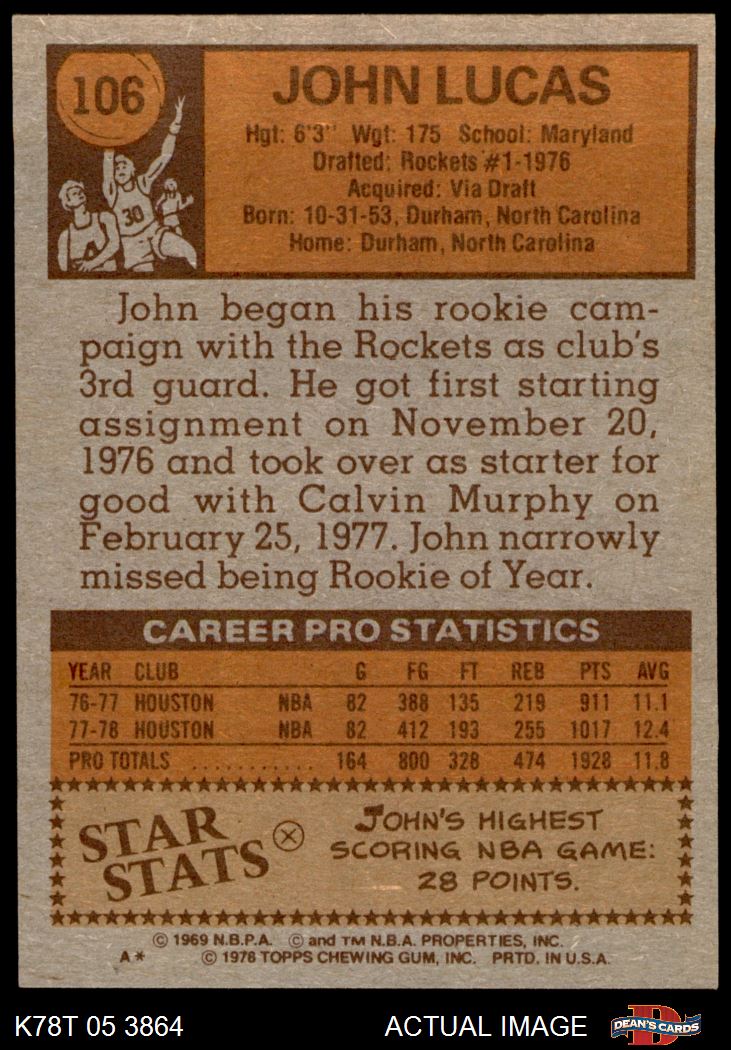 106
JOHN LUCAS
Hgt: 6'3" Wgt: 175 School: Maryland
Drafted: Rockets #1-1976
Acquired: Via Draft
Born: 10-31-53, Durham, North Carolina
Home: Durham, North Carolina
30
John began his rookie cam-
paign with the Rockets as club's
3rd guard. He got first starting
assignment on November 20,
1976 and took over as starter for
good with Calvin Murphy on
February 25, 1977. John narrowly
missed being Rookie of Year.
CAREER PRO STATISTICS
YEAR CLUB G FG FT REB PTS AVG
76-77 HOUSTON NBA 82 388 135 219 911 11.1
77-78 HOUSTON NBA 82 412 193 255 1017 12.4
PRO TOTALS ........... 164 800 328 474 1928 11.8
STAR
STATS
JOHN'S HIGHEST
SCORING NBA GAME:
28 POINTS.
© 1969 N.B.P.A. © and TM N.B.A. PROPERTIES, INC.
A* © 1978 TOPPS CHEWING GUM, INC. PRTD. IN U.S.A.
K78T 05 3864 ACTUAL IMAGE
D
DEAN'S CARDS